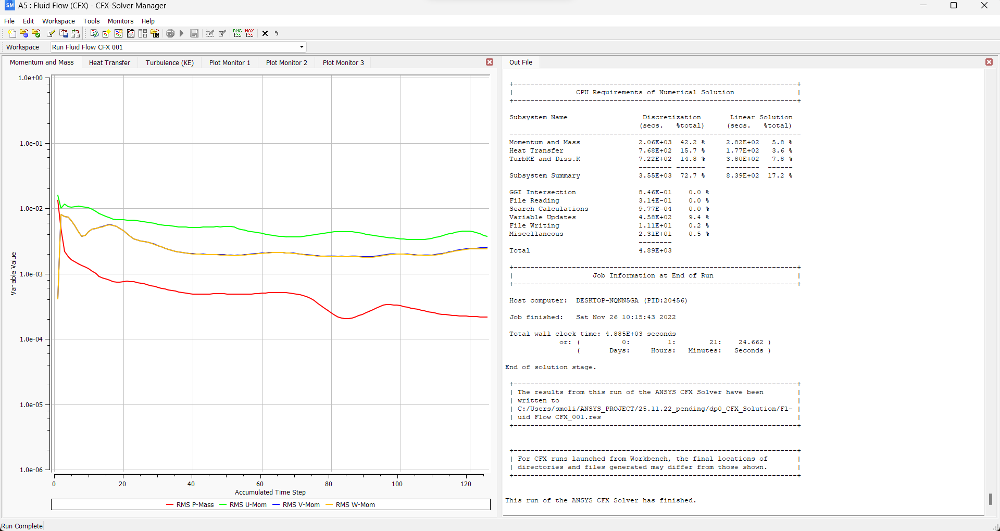 SM A5 : Fluid Flow (CFX) - CFX-Solver Manager
File Edit Workspace Tools Monitors Help
STOP RMS MAX
Workspace Run Fluid Flow CFX 001
Momentum and Mass Heat Transfer Turbulence (KE) Plot Monitor 1 Plot Monitor 2 Plot Monitor 3
1.0e+00
1.0e-01
1.0e-02
1.0e-03
1.0e-04
1.0e-05
1.0e-06
Variable Value
0 20 40 60 80 100 120
Accumulated Time Step
RMS P-Mass RMS U-Mom RMS V-Mom RMS W-Mom
Out File
+--------------------------------------------------------------------+
| CPU Requirements of Numerical Solution |
+--------------------------------------------------------------------+
Subsystem Name Discretization Linear Solution
(secs. %total) (secs. %total)
----------------------------------------------------------------------
Momentum and Mass 2.06E+03 42.2 % 2.82E+02 5.8 %
Heat Transfer 7.68E+02 15.7 % 1.77E+02 3.6 %
TurbKE and Diss.K 7.22E+02 14.8 % 3.80E+02 7.8 %
-------- ------- -------- ------
Subsystem Summary 3.55E+03 72.7 % 8.39E+02 17.2 %
GGI Intersection 8.46E-01 0.0 %
File Reading 3.14E-01 0.0 %
Search Calculations 9.77E-04 0.0 %
Variable Updates 4.58E+02 9.4 %
File Writing 1.11E+01 0.2 %
Miscellaneous 2.31E+01 0.5 %
--------
Total 4.89E+03
+--------------------------------------------------------------------+
| Job Information at End of Run |
+--------------------------------------------------------------------+
Host computer: DESKTOP-NQNN5GA (PID:20456)
Job finished: Sat Nov 26 10:15:43 2022
Total wall clock time: 4.885E+03 seconds
or: ( 0: 1: 21: 24.662 )
( Days: Hours: Minutes: Seconds )
End of solution stage.
+--------------------------------------------------------------------+
| The results from this run of the ANSYS CFX Solver have been |
| written to |
| C:/Users/smoli/ANSYS_PROJECT/25.11.22_pending/dp0_CFX_Solution/Fl- |
| uid Flow CFX_001.res |
+--------------------------------------------------------------------+
+--------------------------------------------------------------------+
| For CFX runs launched from Workbench, the final locations of |
| directories and files generated may differ from those shown. |
+--------------------------------------------------------------------+
This run of the ANSYS CFX Solver has finished.
Run Complete